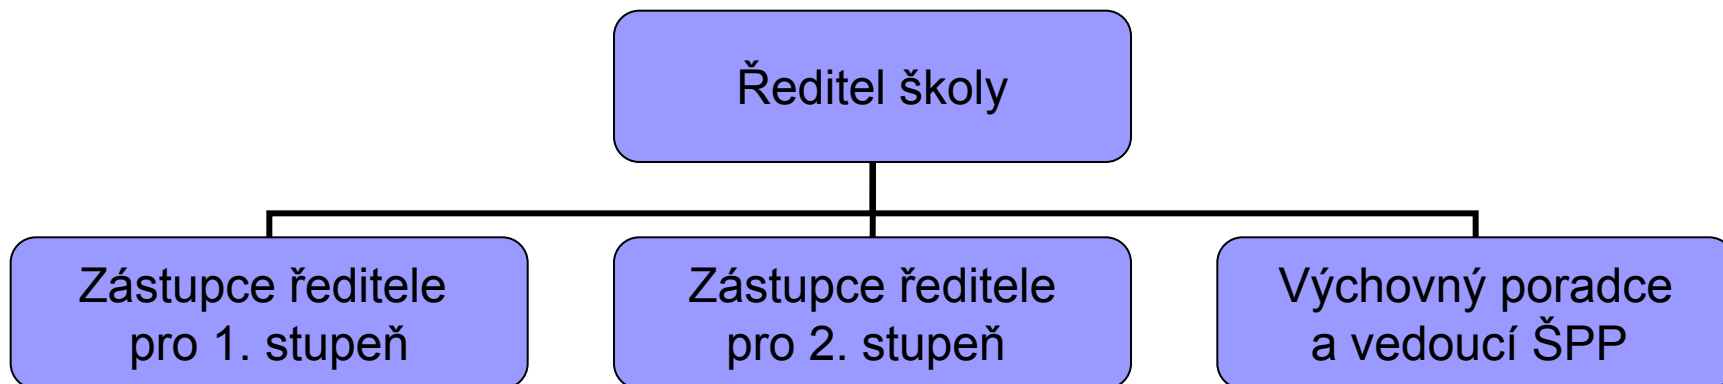 Ředitel školy
Zástupce ředitele
pro 1. stupeň
Zástupce ředitele
pro 2. stupeň
Výchovný poradce
a vedoucí ŠPP